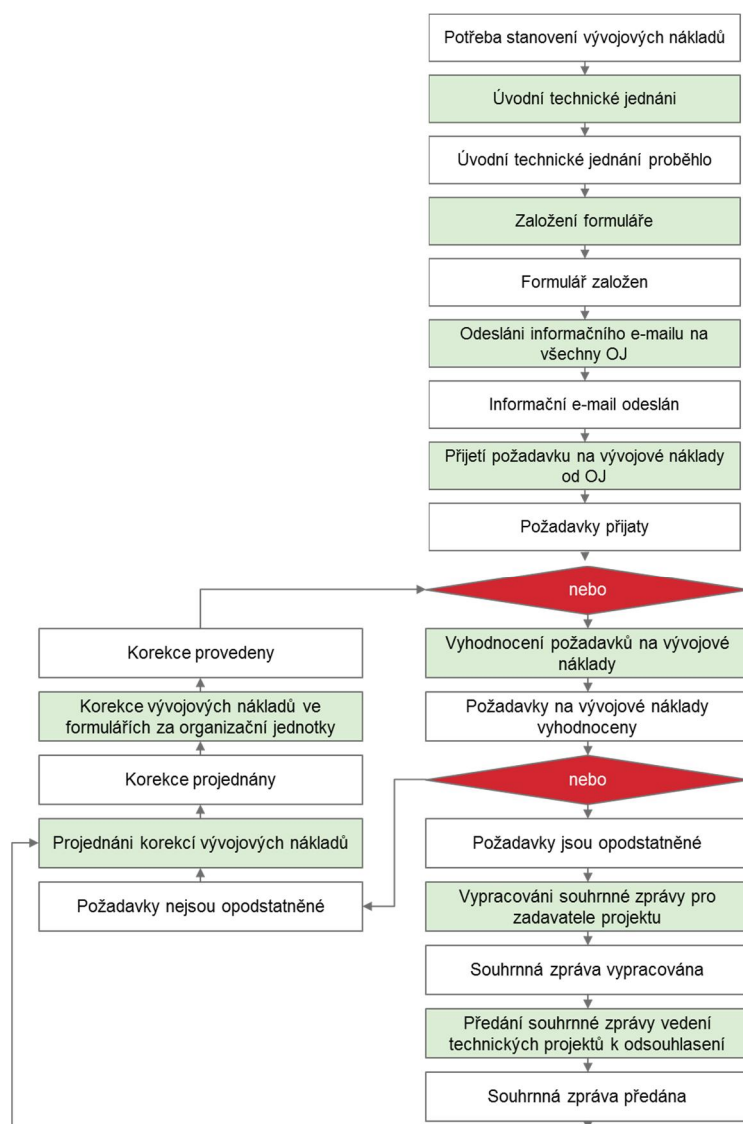 Potřeba stanovení vývojových nákladů
Úvodní technické jednáni
Úvodní technické jednání proběhlo
Založení formuláře
Formulář založen
Odesláni informačního e-mailu na
všechny OJ
Informační e-mail odeslán
Přijetí požadavku na vývojové náklady
od OJ
Požadavky přijaty
nebo
Vyhodnocení požadavků na vývojové
náklady
Požadavky na vývojové náklady
vyhodnoceny
nebo
Požadavky jsou opodstatněné
Vypracováni souhrnné zprávy pro
zadavatele projektu
Souhrnná zpráva vypracována
Předání souhrnné zprávy vedení
technických projektů k odsouhlasení
Souhrnná zpráva předána
Korekce provedeny
Korekce vývojových nákladů ve
formulářích za organizační jednotky
Korekce projednány
Projednáni korekcí vývojových nákladů
Požadavky nejsou opodstatněné